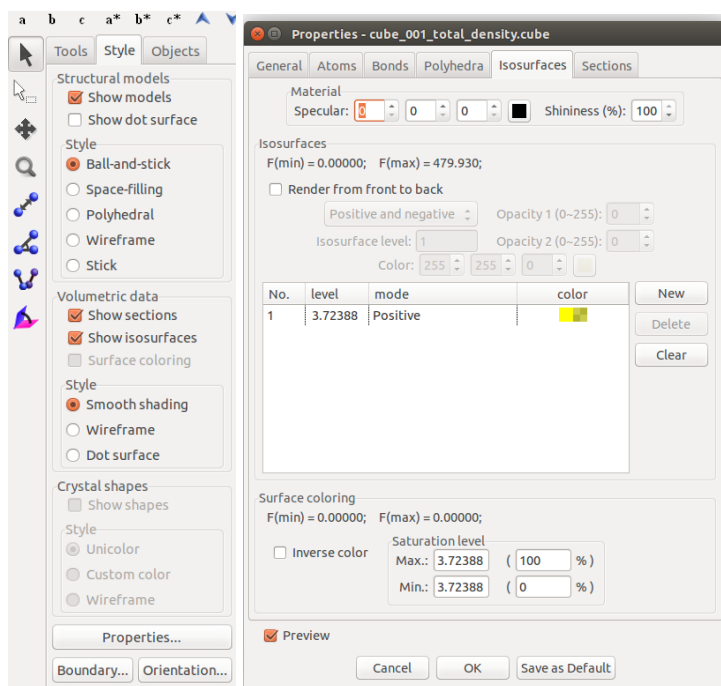 a b c a* b* c*
Tools Style Objects
Structural models
Show models
Show dot surface
Style
Ball-and-stick
Space-filling
Polyhedral
Wireframe
Stick
Volumetric data
Show sections
Show isosurfaces
Surface coloring
Style
Smooth shading
Wireframe
Dot surface
Crystal shapes
Show shapes
Style
Unicolor
Custom color
Wireframe
Properties...
Boundary... Orientation...
Properties - cube_001_total_density.cube
General Atoms Bonds Polyhedra Isosurfaces Sections
Material
Specular: 0 0 0 Shininess (%): 100
Isosurfaces
F(min) = 0.00000; F(max) = 479.930;
Render from front to back
Positive and negative Opacity 1 (0~255): 0
Isosurface level: 1 Opacity 2 (0~255): 0
Color: 255 255 0
No. level mode color New
1 3.72388 Positive
Delete
Clear
Surface coloring
F(min) = 0.00000; F(max) = 0.00000;
Saturation level
Inverse color Max.: 3.72388 ( 100 % )
Min.: 3.72388 ( 0 % )
Preview
Cancel OK Save as Default